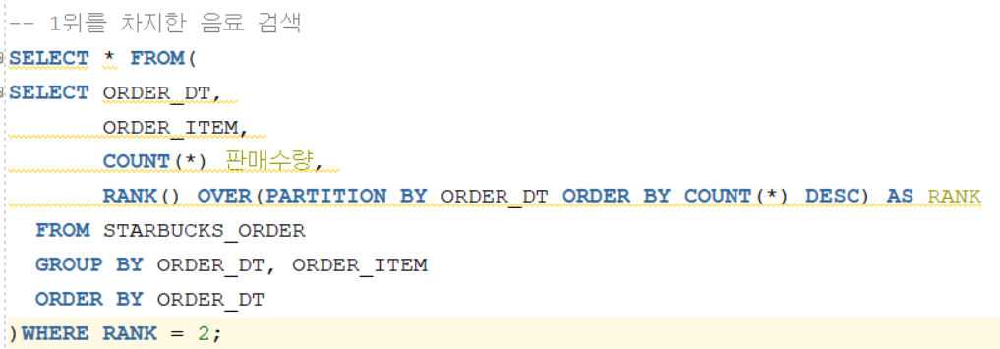 -- 1위를 차지한 음료 검색
SELECT * FROM(
SELECT ORDER_DT,
ORDER_ITEM,
COUNT(*) 판매수량,
RANK() OVER(PARTITION BY ORDER_DT ORDER BY COUNT(*) DESC) AS RANK
FROM STARBUCKS_ORDER
GROUP BY ORDER_DT, ORDER_ITEM
ORDER BY ORDER_DT
)WHERE RANK = 2;